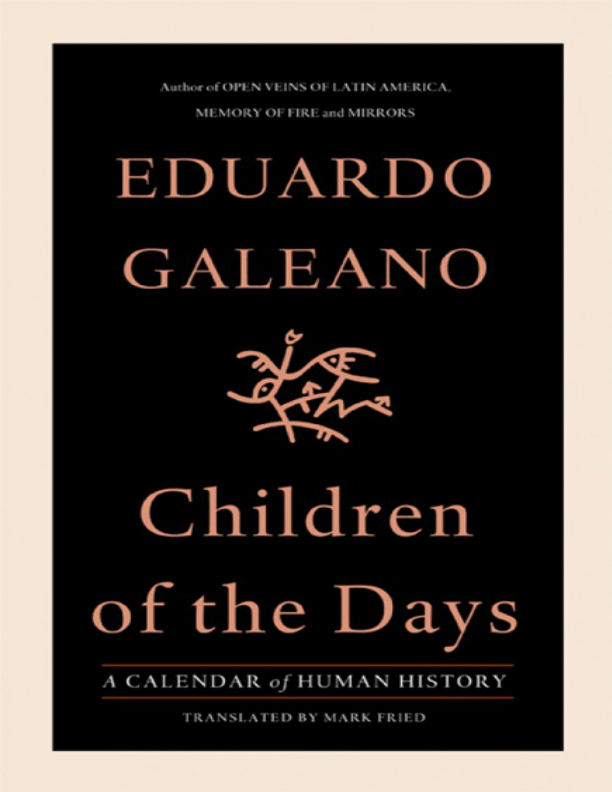 Author of OPEN VEINS OF LATIN AMERICA,
MEMORY OF FIRE and MIRRORS
EDUARDO
GALEANO
Children
of the Days
A CALENDAR of HUMAN HISTORY
TRANSLATED BY MARK FRIED